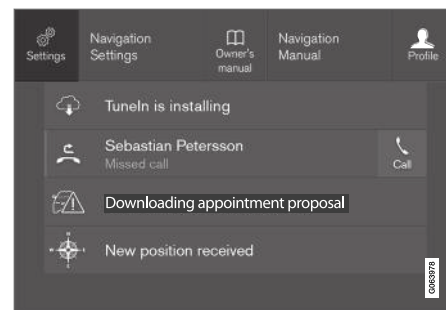 Settings
Navigation
Settings
Owner's
manual
Navigation
Manual
Profile
TuneIn is installing
Sebastian Petersson
Missed call
Call
Downloading appointment proposal
New position received
G063978